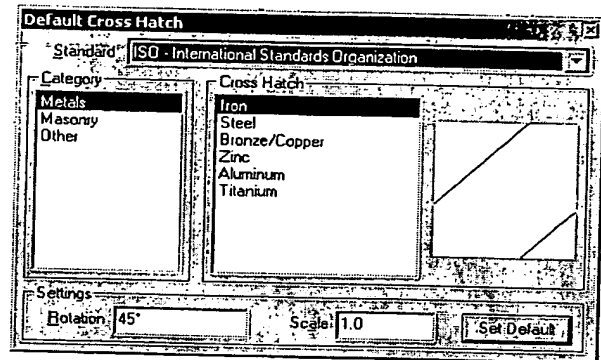 Default Cross Hatch
Standard ISO - International Standards Organization
Category
Metals
Masonry
Other
Cross Hatch
Iron
Steel
Bronze/Copper
Zinc
Aluminum
Titanium
Settings
Rotation 45° Scale 1.0 Set Default